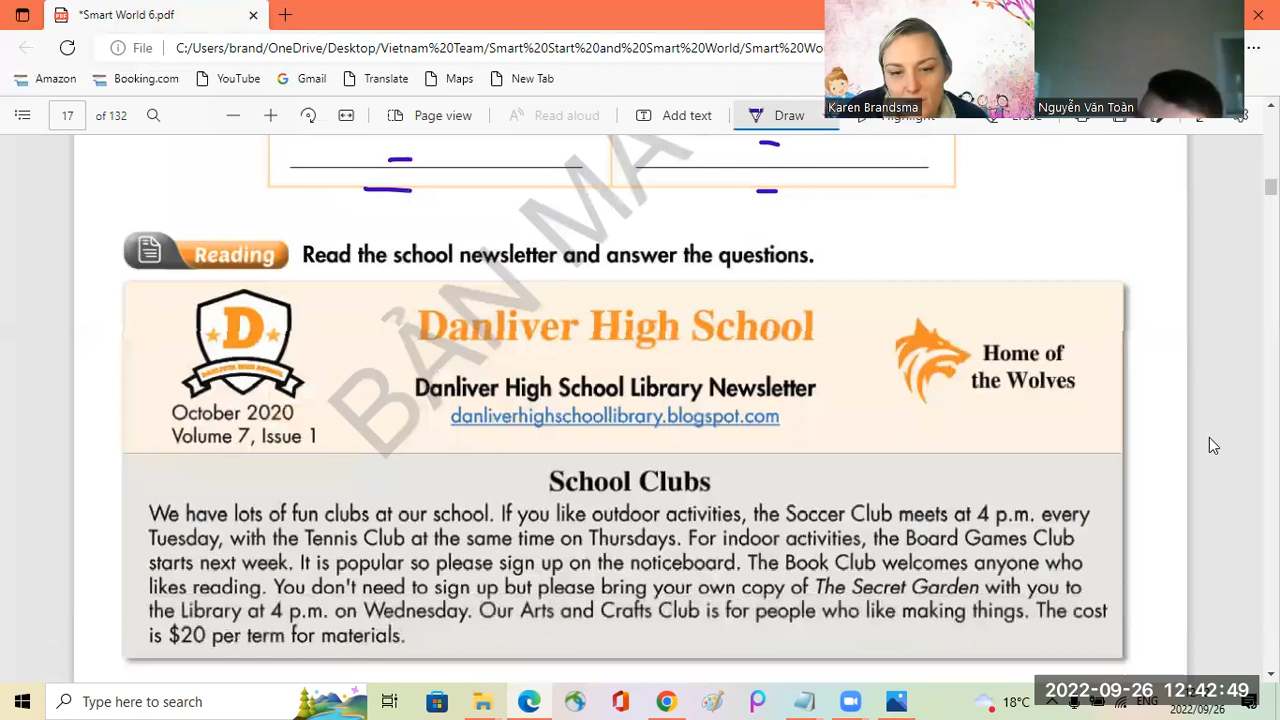 *Smart World 6.pdf
File
C:/Users/brand/OneDrive/Desktop/Vietnam%20Team/Smart%20Start%20and%20Smart%20World/Smart%20Wo
Amazon
Booking.com
YouTube
Gmail
Translate
Maps
New Tab
17 of 132
Page view
Read aloud
Add text
Draw
Karen Brandsma
Nguyễn Văn Toàn
BẢN MA
Reading
Read the school newsletter and answer the questions.
D
DANLIVER HIGH SCHOOL
October 2020
Volume 7, Issue 1
Danliver High School
Danliver High School Library Newsletter
danliverhighschoollibrary.blogspot.com
Home of
the Wolves
School Clubs
We have lots of fun clubs at our school. If you like outdoor activities, the Soccer Club meets at 4 p.m. every
Tuesday, with the Tennis Club at the same time on Thursdays. For indoor activities, the Board Games Club
starts next week. It is popular so please sign up on the noticeboard. The Book Club welcomes anyone who
likes reading. You don't need to sign up but please bring your own copy of The Secret Garden with you to
the Library at 4 p.m. on Wednesday. Our Arts and Crafts Club is for people who like making things. The cost
is $20 per term for materials.
Type here to search
18°C
ENG
2022-09-26 12:42:49
2022/09/26